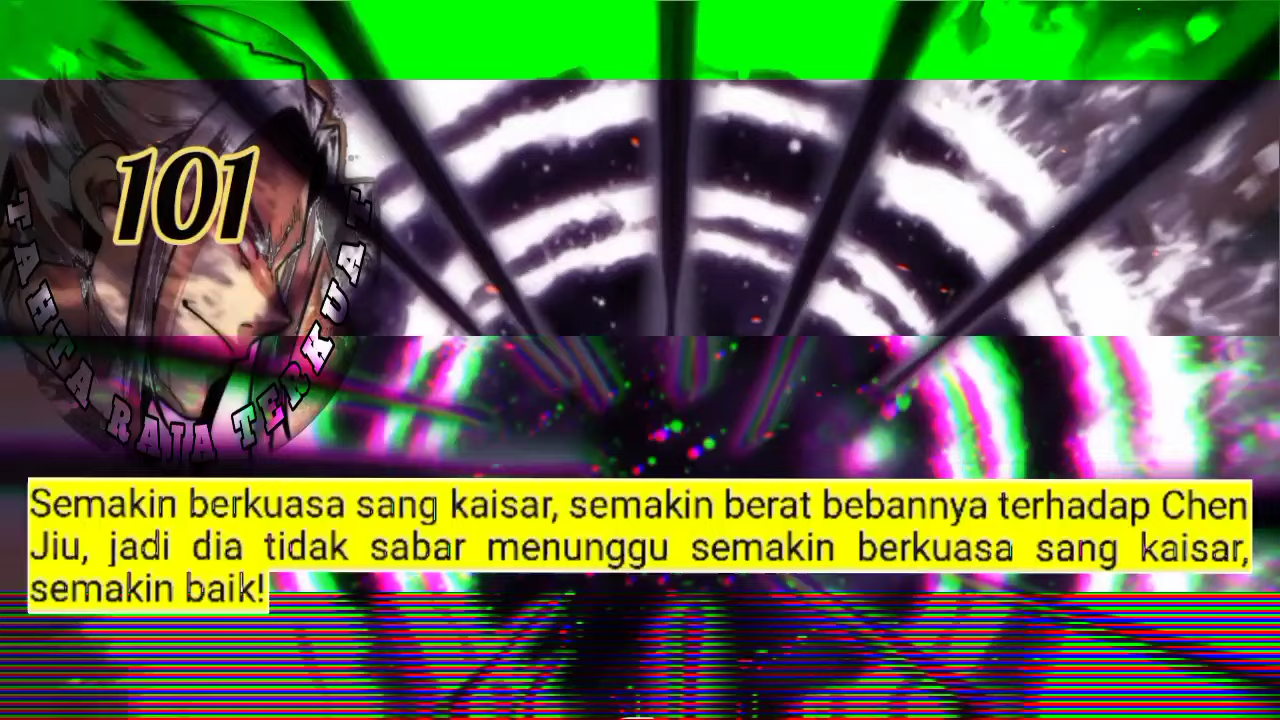 101
TAHTA RAJA TERKUAT
Semakin berkuasa sang kaisar, semakin berat bebannya terhadap Chen
Jiu, jadi dia tidak sabar menunggu semakin berkuasa sang kaisar,
semakin baik!